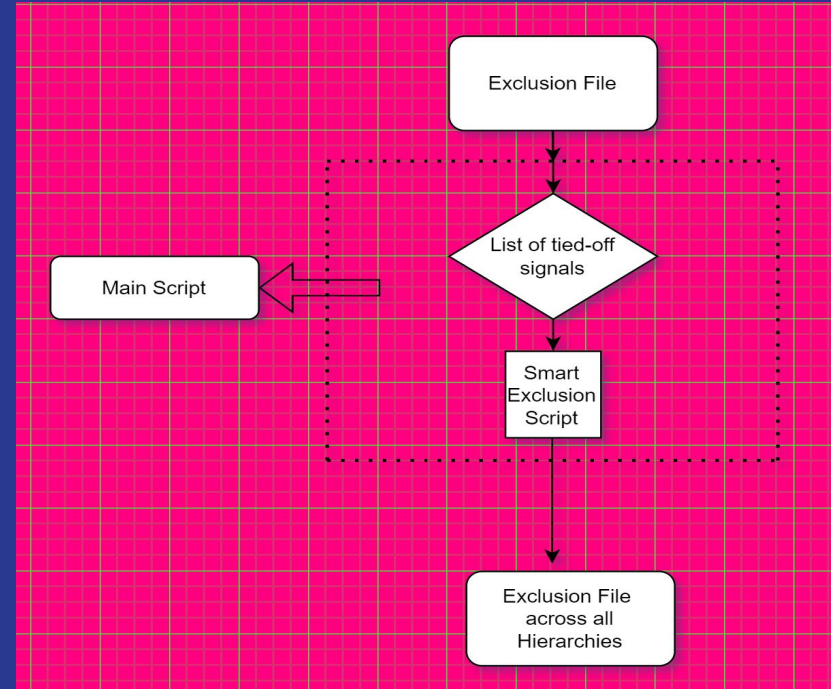 Exclusion File
List of tied-off
signals
Main Script
Smart
Exclusion
Script
Exclusion File
across all
Hierarchies